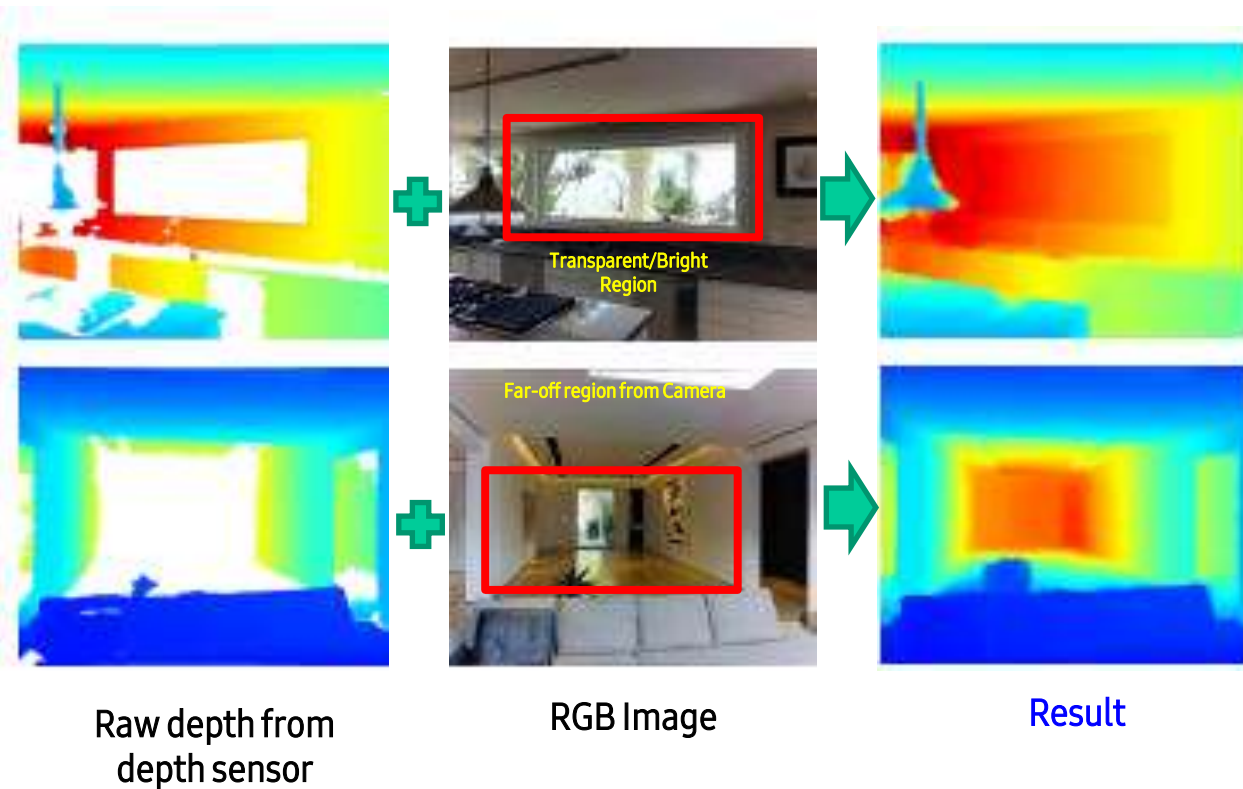 Transparent/Bright
Region
Far-off region from Camera
Raw depth from
depth sensor
RGB Image
Result